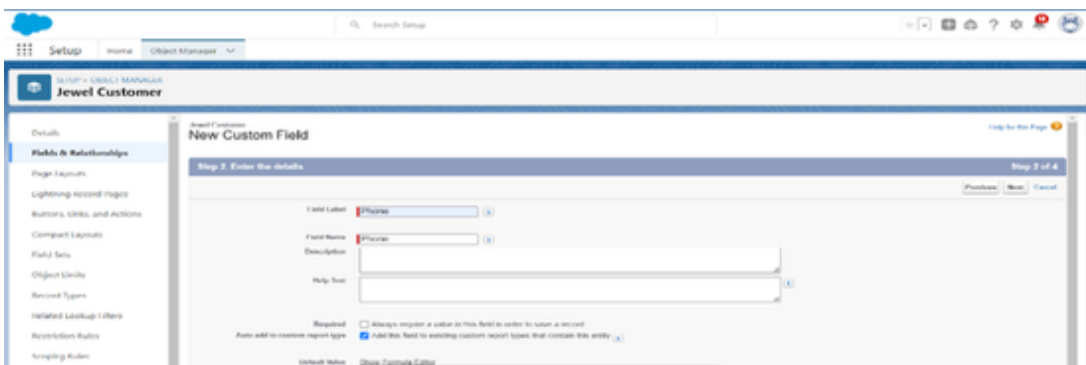 Search Setup
Setup Home Object Manager
SETUP > OBJECT MANAGER
Jewel Customer
Details
Fields & Relationships
Page Layouts
Lightning Record Pages
Buttons, Links, and Actions
Compact Layouts
Field Sets
Object Limits
Record Types
Related Lookup Filters
Restriction Rules
Scoping Rules
Jewel Customer
New Custom Field
Help for this Page
Step 2. Enter the details
Step 2 of 4
Previous Next Cancel
Field Label Phone
Field Name Phone
Description
Help Text
Required Always require a value in this field in order to save a record
Auto add to custom report type Add this field to existing custom report types that contain this entity
Default Value Show Formula Editor